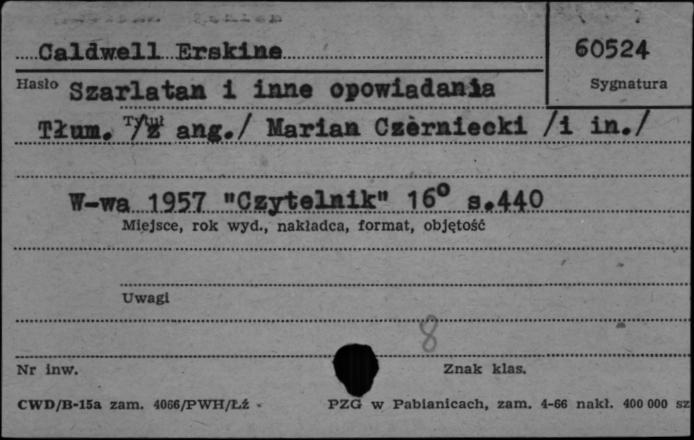 Caldwell Erskine
60524
Hasło Szarlatan i inne opowiadania
Sygnatura
Tytuł
Tłum. /z ang./ Marian Czèrniecki /i in./
W-wa 1957 "Czytelnik" 16° s.440
Miejsce, rok wyd., nakładca, format, objętość
Uwagi
8
Nr inw.
Znak klas.
CWD/B-15a zam. 4066/PWH/Łź -
PZG w Pabianicach, zam. 4-66 nakł. 400 000 sz